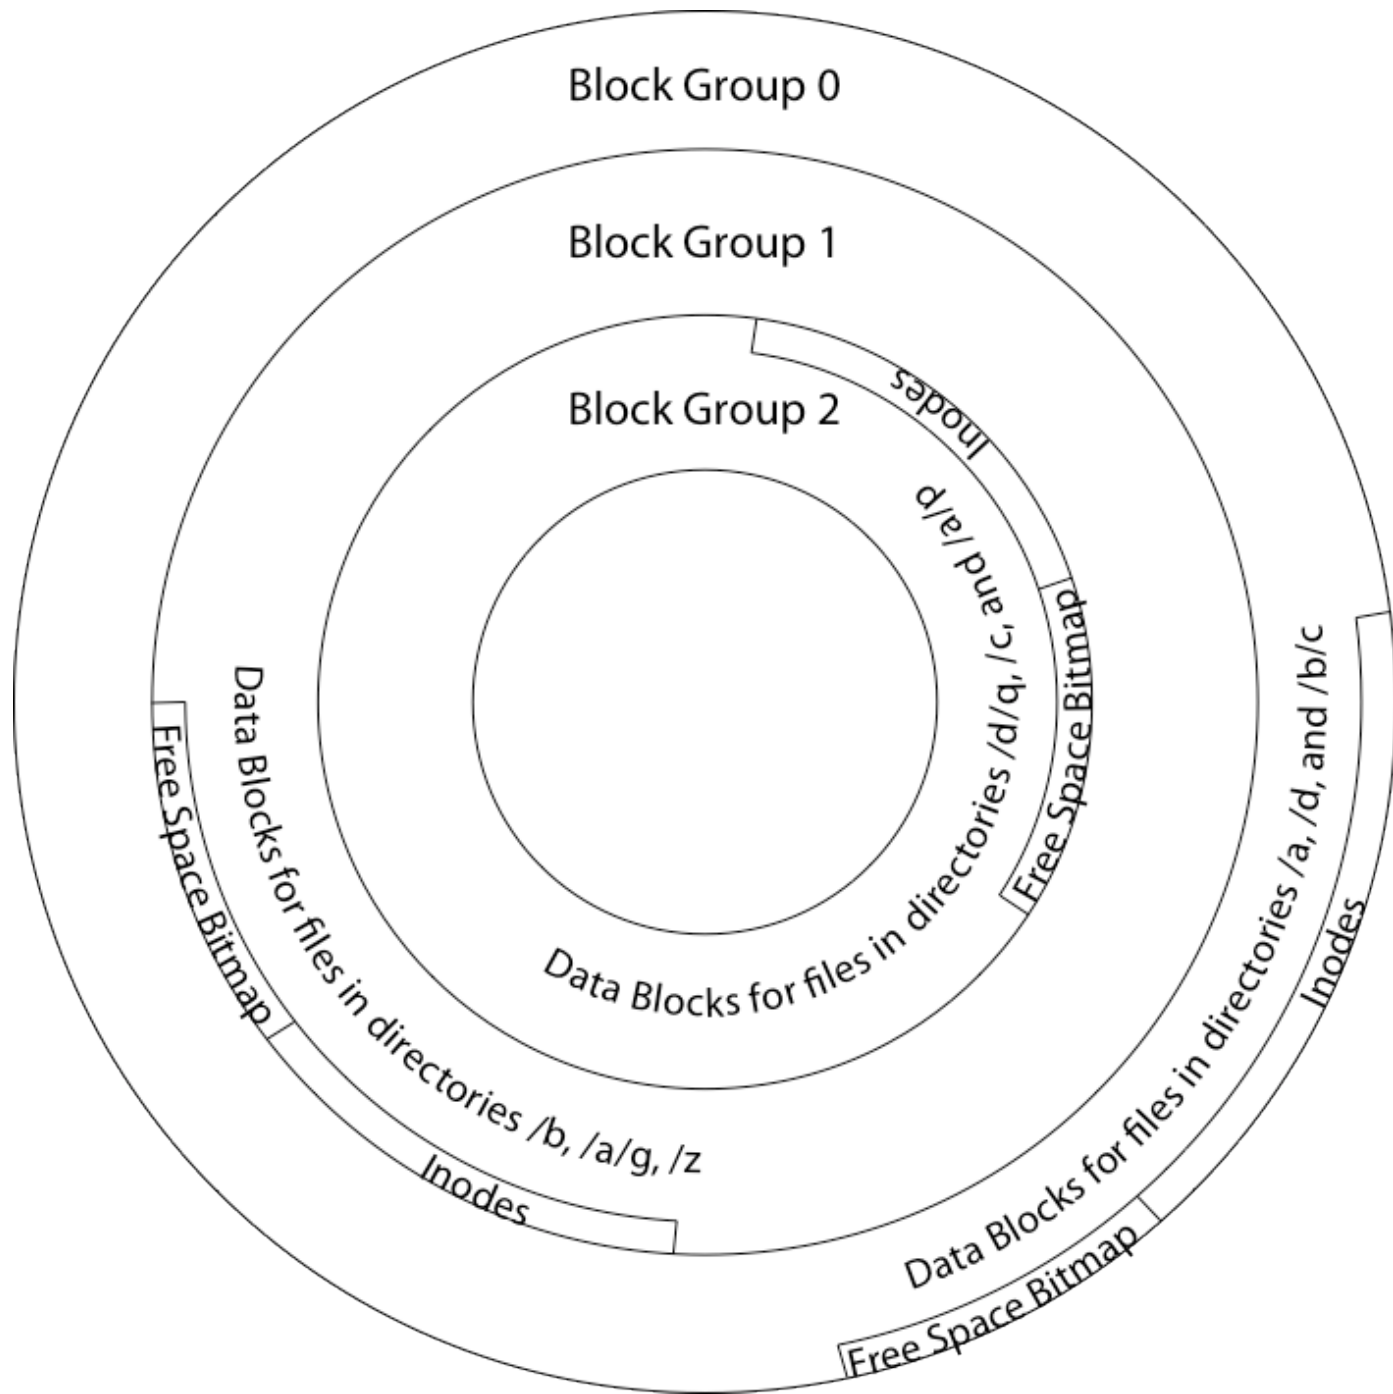 Block Group 0
Block Group 1
Block Group 2
Inodes
Free Space Bitmap
Data Blocks for files in directories /d/q, /c, and /a/p
Data Blocks for files in directories /b, /a/g, /z
Free Space Bitmap
Inodes
Data Blocks for files in directories /a, /d, and /b/c
Free Space Bitmap
Inodes